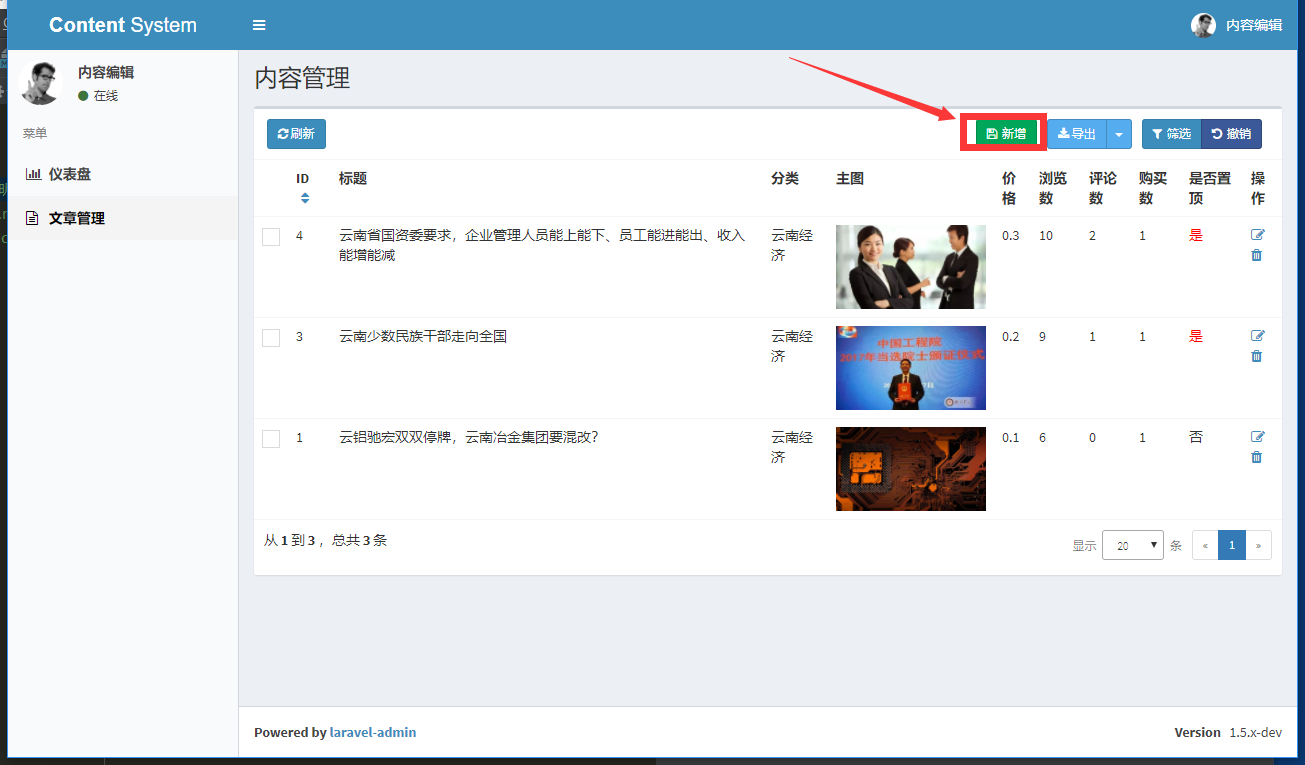 Content System
内容编辑
内容编辑
在线
菜单
仪表盘
文章管理
内容管理
刷新
新增
导出
筛选
撤销
ID 标题 分类 主图 价格 浏览数 评论数 购买数 是否置顶 操作
4 云南省国资委要求，企业管理人员能上能下、员工能进能出、收入 云南经 0.3 10 2 1 是
能增能减 济
3 云南少数民族干部走向全国 云南经 0.2 9 1 1 是
济
中国工程院
2017年当选院士颁证仪式
1 云铝驰宏双双停牌，云南冶金集团要混改? 云南经 0.1 6 0 1 否
济
从 1 到 3 ，总共 3 条
显示 20 条 « 1 »
Powered by laravel-admin
Version 1.5.x-dev